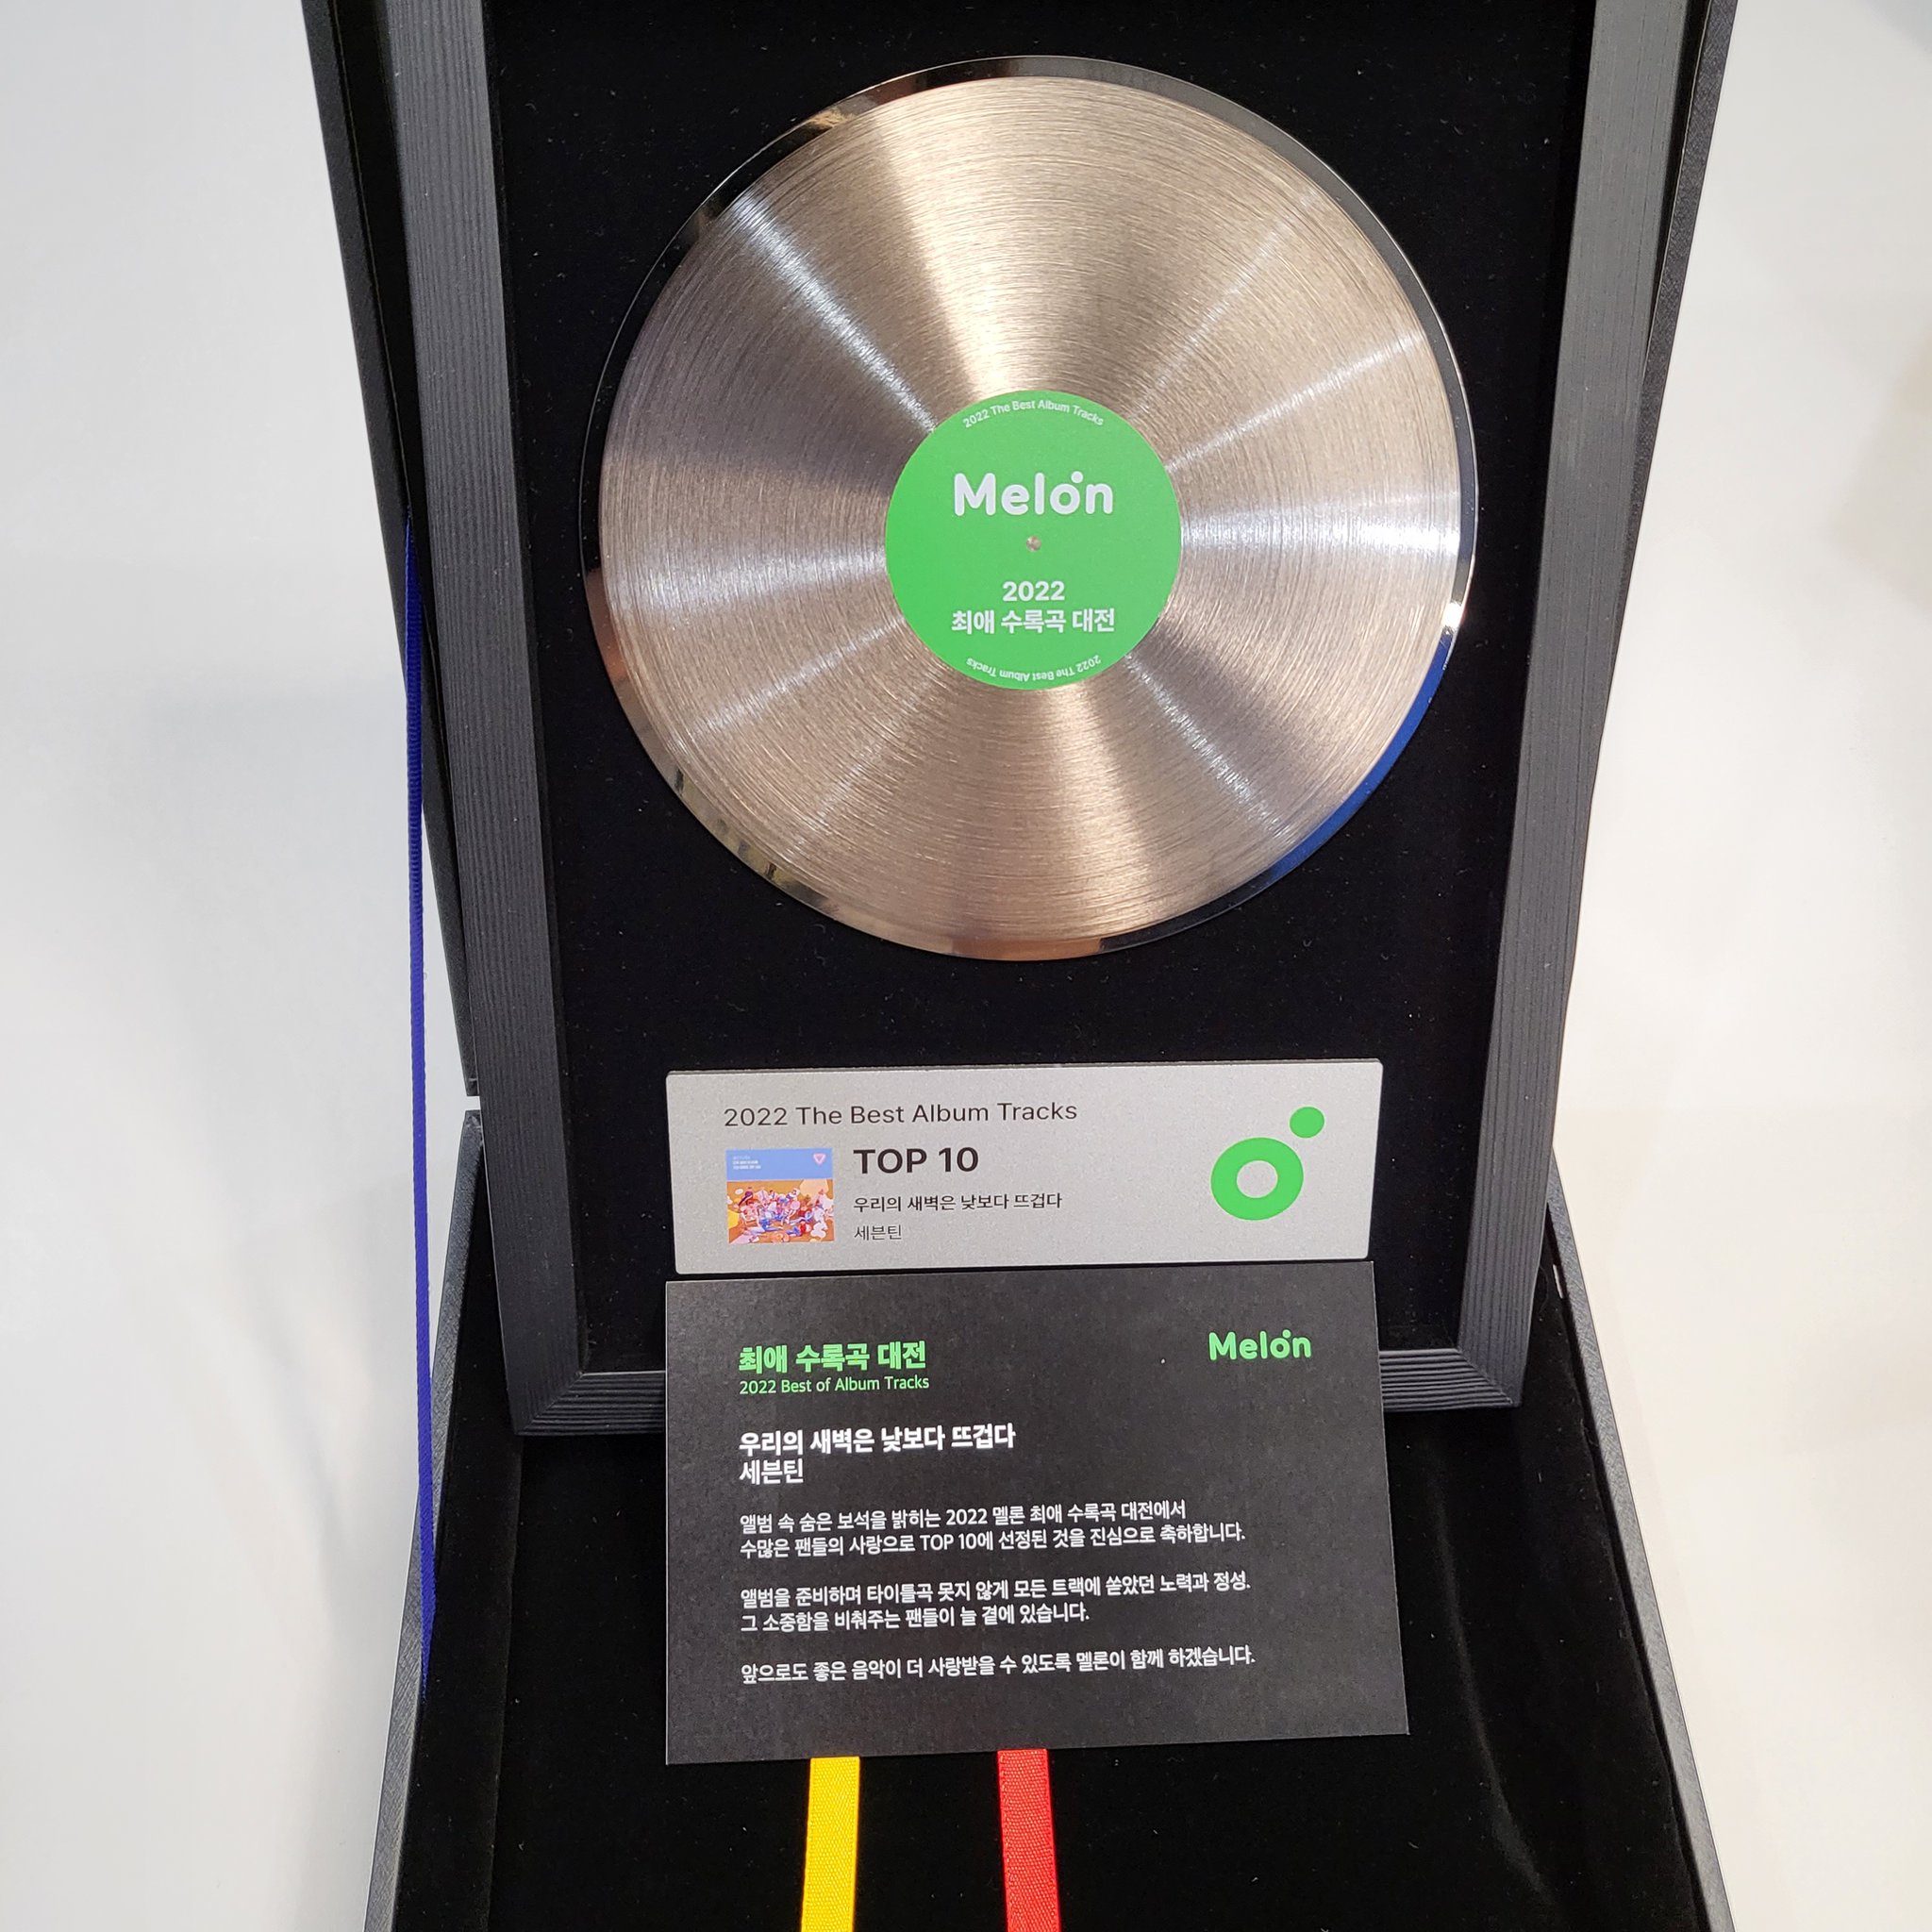 2022 The Best Album Tracks
Melon
2022
최애 수록곡 대전
2022 The Best Album Tracks
2022 The Best Album Tracks
TOP 10
우리의 새벽은 낮보다 뜨겁다
세븐틴
최애 수록곡 대전
Melon
2022 Best of Album Tracks
우리의 새벽은 낮보다 뜨겁다
세븐틴
앨범 속 숨은 보석을 밝히는 2022 멜론 최애 수록곡 대전에서
수많은 팬들의 사랑으로 TOP 10에 선정된 것을 진심으로 축하합니다.
앨범을 준비하며 타이틀곡 못지 않게 모든 트랙에 쏟았던 노력과 정성.
그 소중함을 비춰주는 팬들이 늘 곁에 있습니다.
앞으로도 좋은 음악이 더 사랑받을 수 있도록 멜론이 함께 하겠습니다.